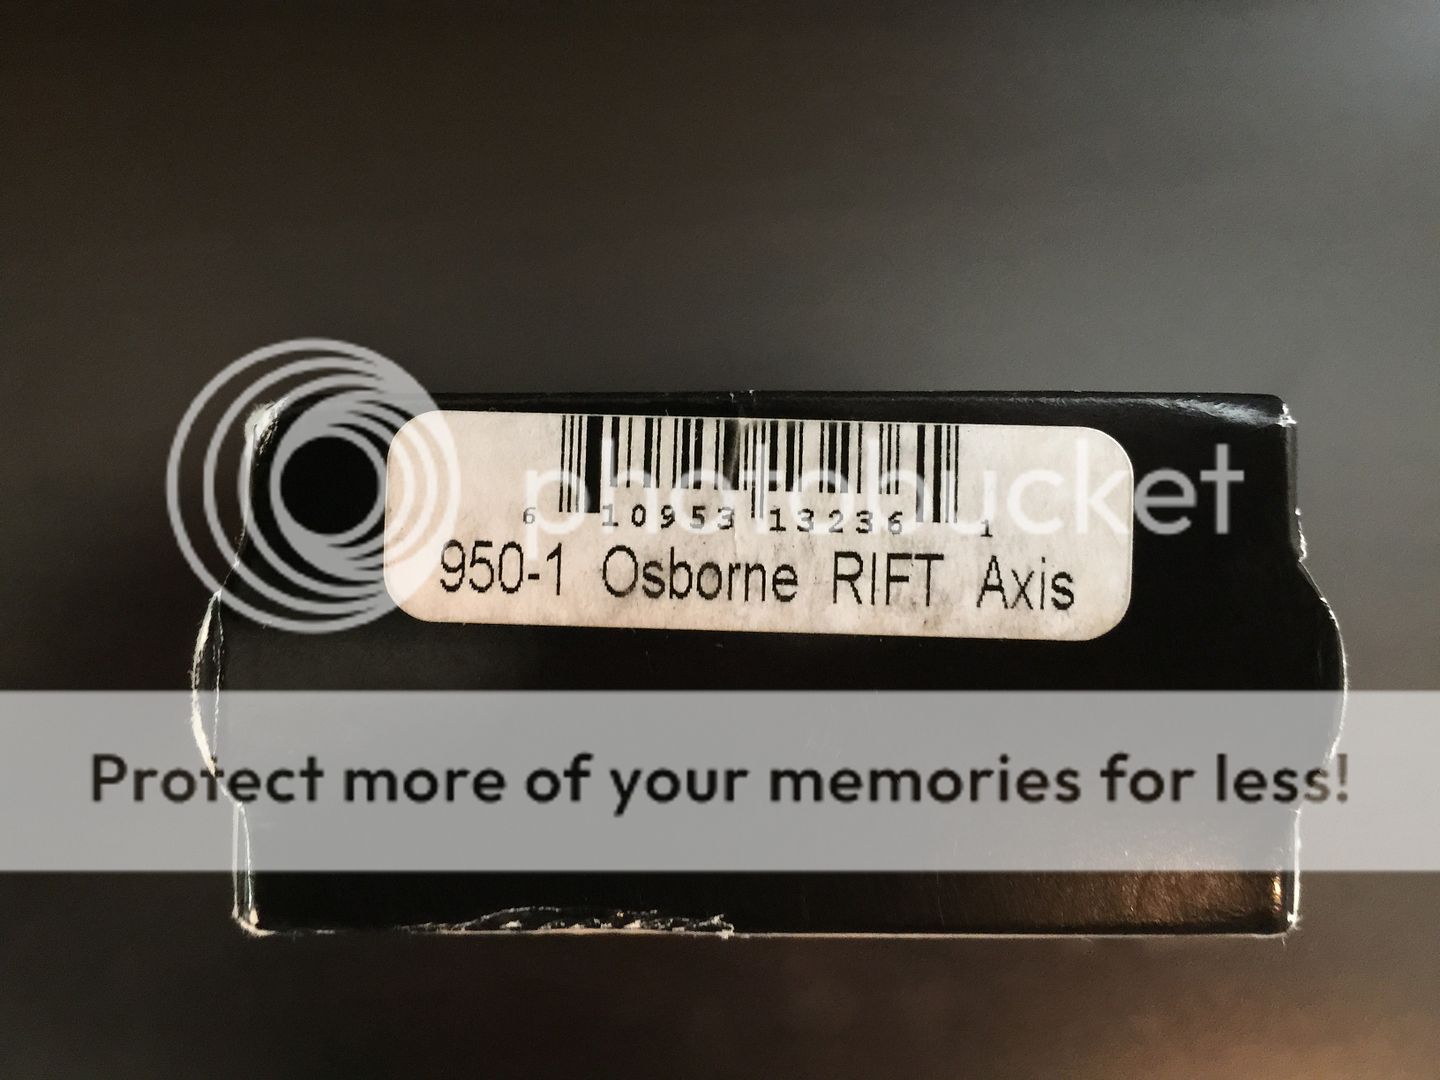 6 10953 13236 1
photobucket
950-1 Osborne RIFT Axis
Protect more of your memories for less!